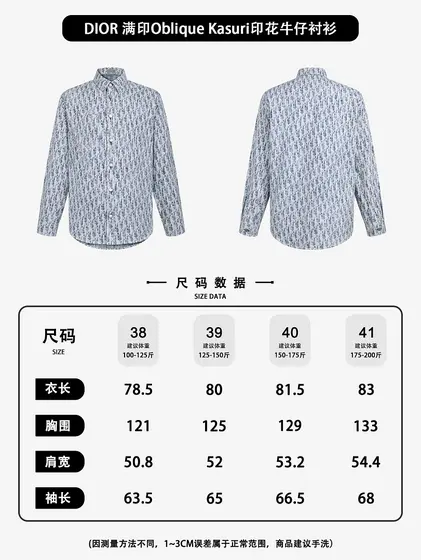 DIOR 满印Oblique Kasuri印花牛仔衬衫
尺码数据
SIZE DATA
尺码 38 39 40 41
SIZE 建议体重 建议体重 建议体重 建议体重
100-125斤 125-150斤 150-175斤 175-200斤
衣长 78.5 80 81.5 83
胸围 121 125 129 133
肩宽 50.8 52 53.2 54.4
袖长 63.5 65 66.5 68
(因测量方法不同，1~3CM误差属于正常范围，商品建议手洗)